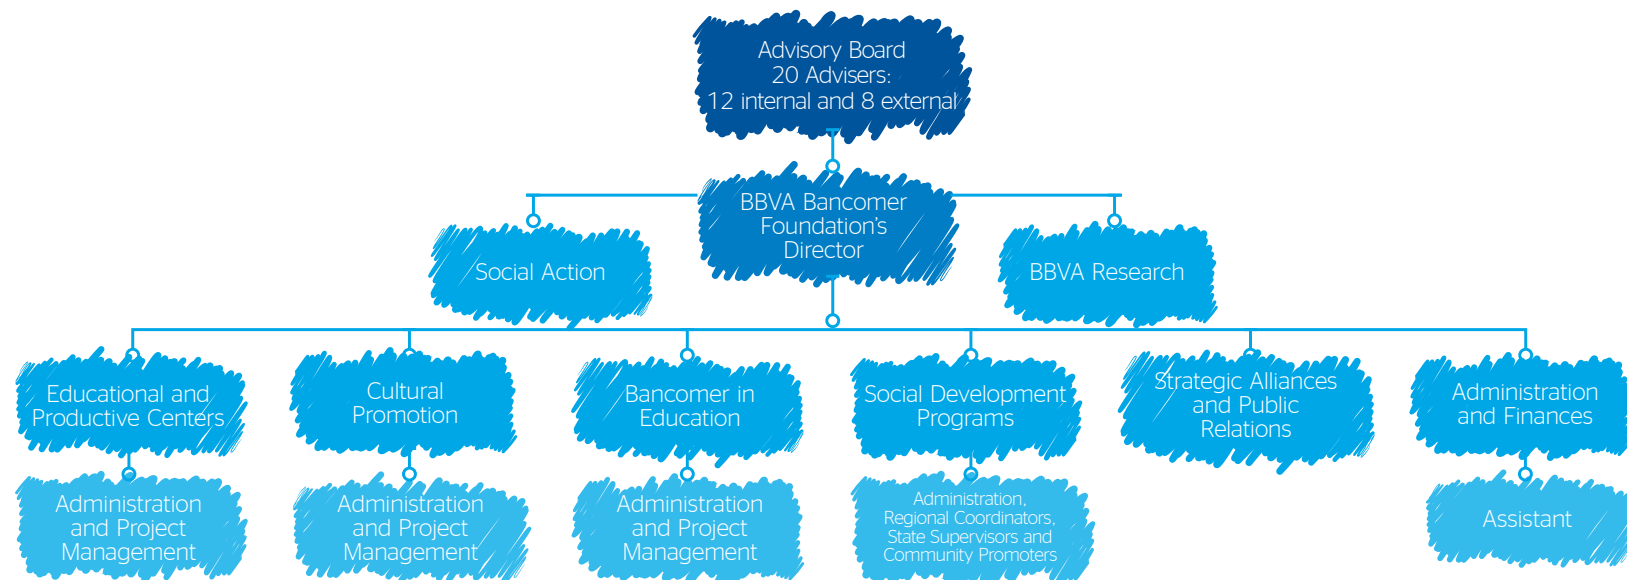 Advisory Board
20 Advisers:
12 internal and 8 external
BBVA Bancomer
Foundation's
Director
Social Action
BBVA Research
Educational and
Productive Centers
Cultural
Promotion
Bancomer in
Education
Social Development
Programs
Strategic Alliances
and Public
Relations
Administration
and Finances
Administration
and Project
Management
Administration
and Project
Management
Administration
and Project
Management
Administration,
Regional Coordinators,
State Supervisors and
Community Promoters
Assistant